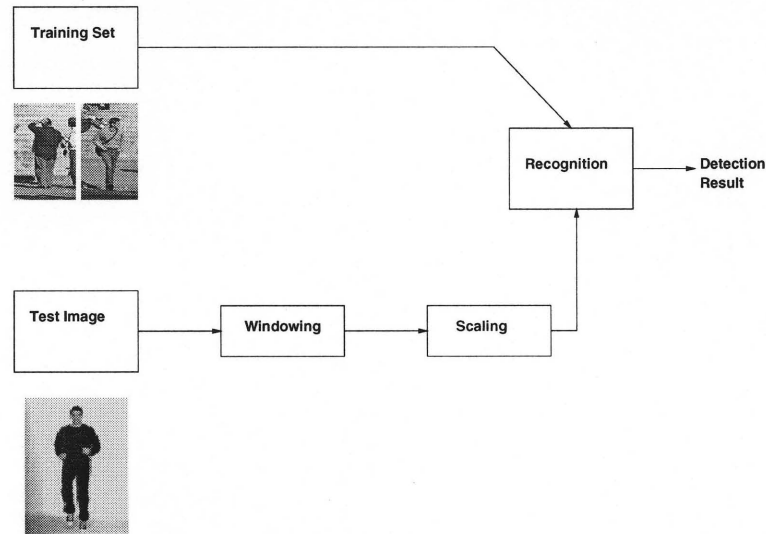 Training Set
Recognition
Detection
Result
Test Image
Windowing
Scaling